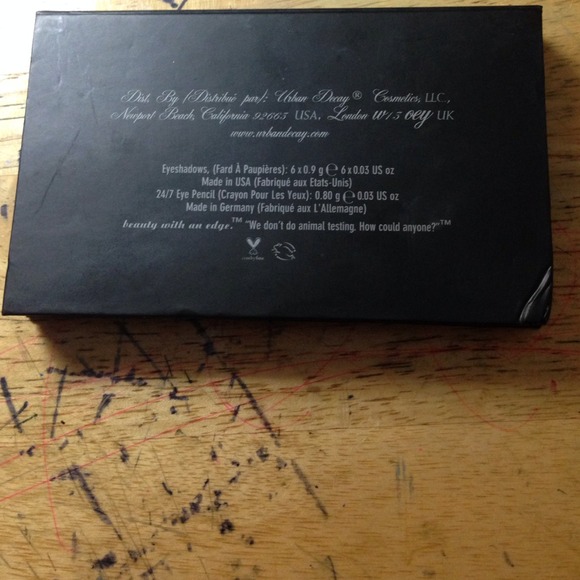 Dist. By (Distribué par): Urban Decay® Cosmetics, LLC,
Newport Beach, California 92663 USA, London W13 0EY UK
www.urbandecay.com
Eyeshadows, (Fard À Paupières): 6 x 0.9 g ℮ 6 x 0.03 US oz
Made in USA (Fabriqué aux Etats-Unis)
24/7 Eye Pencil (Crayon Pour Les Yeux): 0.80 g ℮ 0.03 US oz
Made in Germany (Fabriqué aux L'Allemagne)
beauty with an edge.™ "We don't do animal testing. How could anyone?"™
crueltyfree